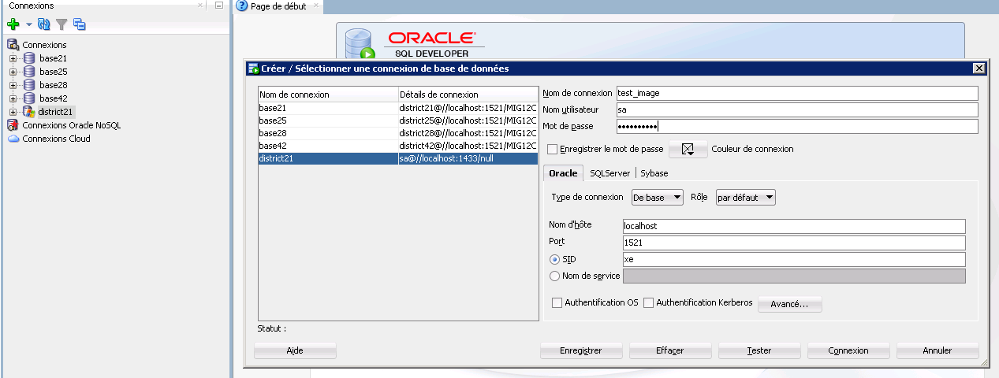 Connexions
Page de début
Connexions
base21
base25
base28
base42
district21
Connexions Oracle NoSQL
Connexions Cloud
ORACLE
SQL DEVELOPER
Créer / Sélectionner une connexion de base de données
Nom de connexion Détails de connexion
base21 district21@//localhost:1521/MIG12C
base25 district25@//localhost:1521/MIG12C
base28 district28@//localhost:1521/MIG12C
base42 district42@//localhost:1521/MIG12C
district21 sa@//localhost:1433/null
Nom de connexion test_image
Nom utilisateur sa
Mot de passe ••••••••••
Enregistrer le mot de passe Couleur de connexion
Oracle SQLServer Sybase
Type de connexion De base Rôle par défaut
Nom d'hôte localhost
Port 1521
SID xe
Nom de service
Authentification OS Authentification Kerberos Avancé...
Statut :
Aide Enregistrer Effacer Tester Connexion Annuler